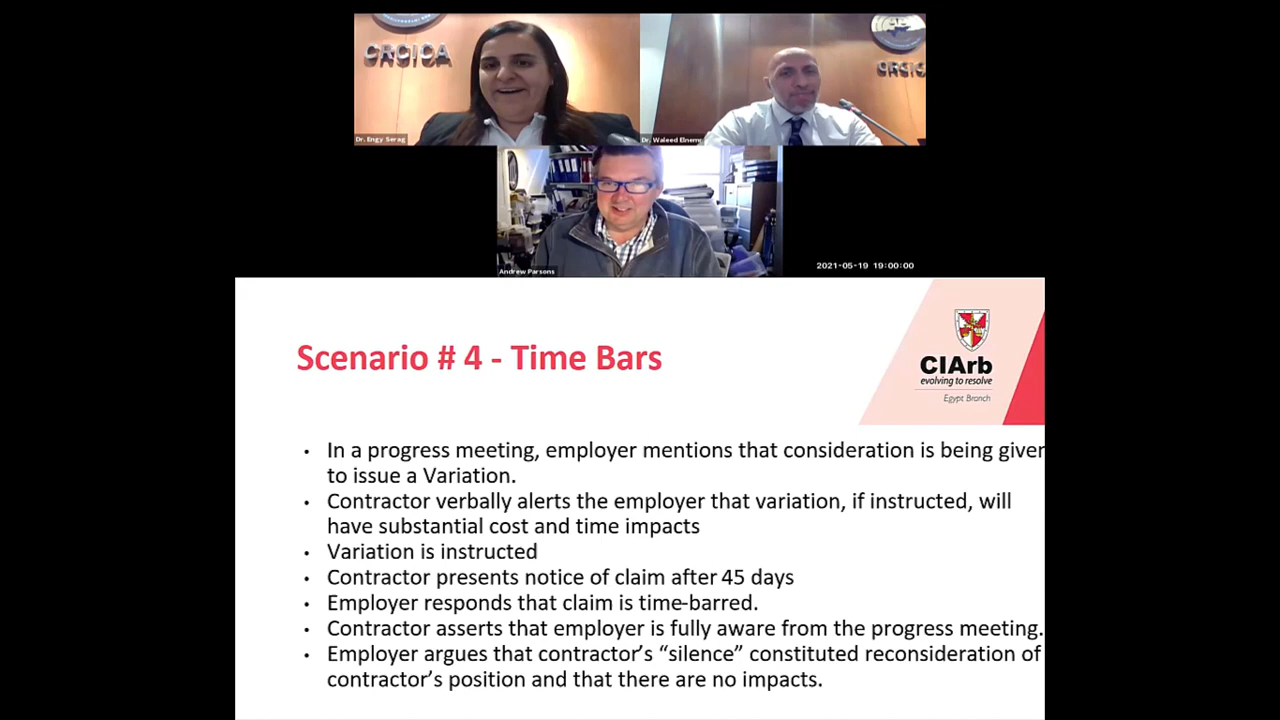 CRCICA
CRCIC
Dr. Engy Serag
Dr. Waleed Elnem
Andrew Parsons
2021-05-19 19:00:00
Scenario # 4 - Time Bars
CIArb
evolving to resolve
Egypt Branch
• In a progress meeting, employer mentions that consideration is being given
to issue a Variation.
• Contractor verbally alerts the employer that variation, if instructed, will
have substantial cost and time impacts
• Variation is instructed
• Contractor presents notice of claim after 45 days
• Employer responds that claim is time-barred.
• Contractor asserts that employer is fully aware from the progress meeting.
• Employer argues that contractor’s “silence” constituted reconsideration of
contractor’s position and that there are no impacts.